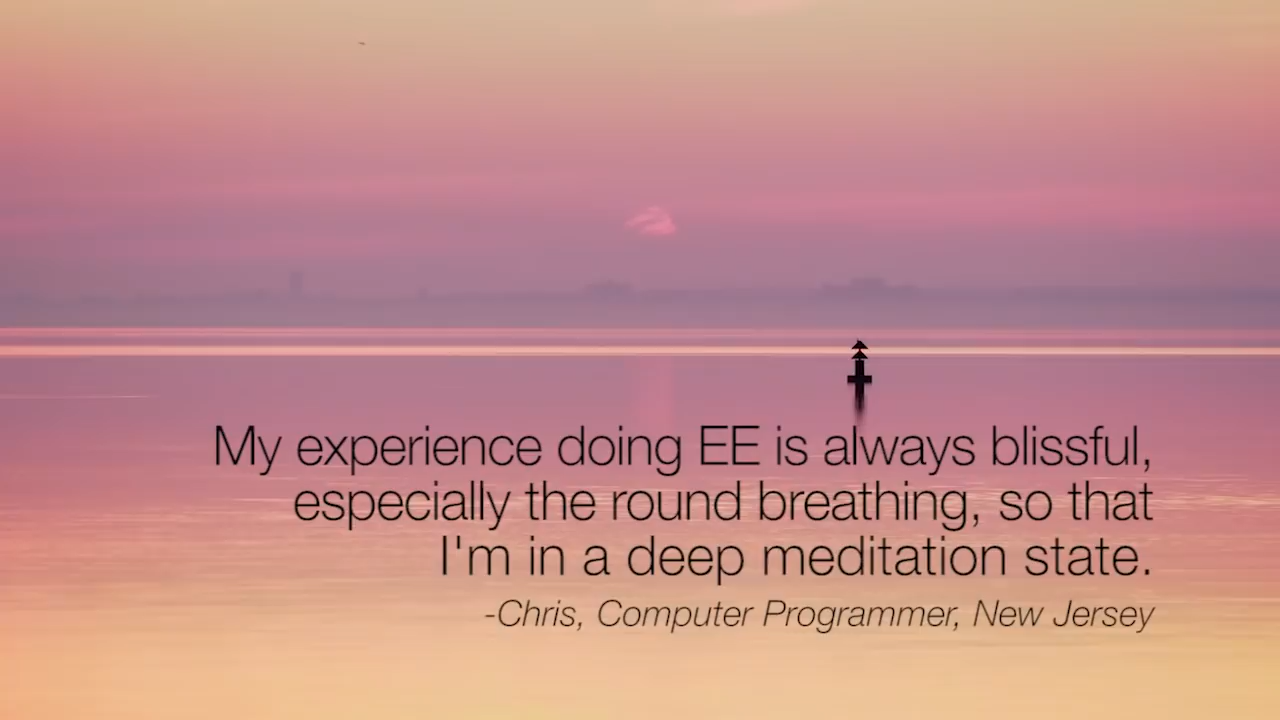 My experience doing EE is always blissful,
especially the round breathing, so that
I'm in a deep meditation state.
-Chris, Computer Programmer, New Jersey